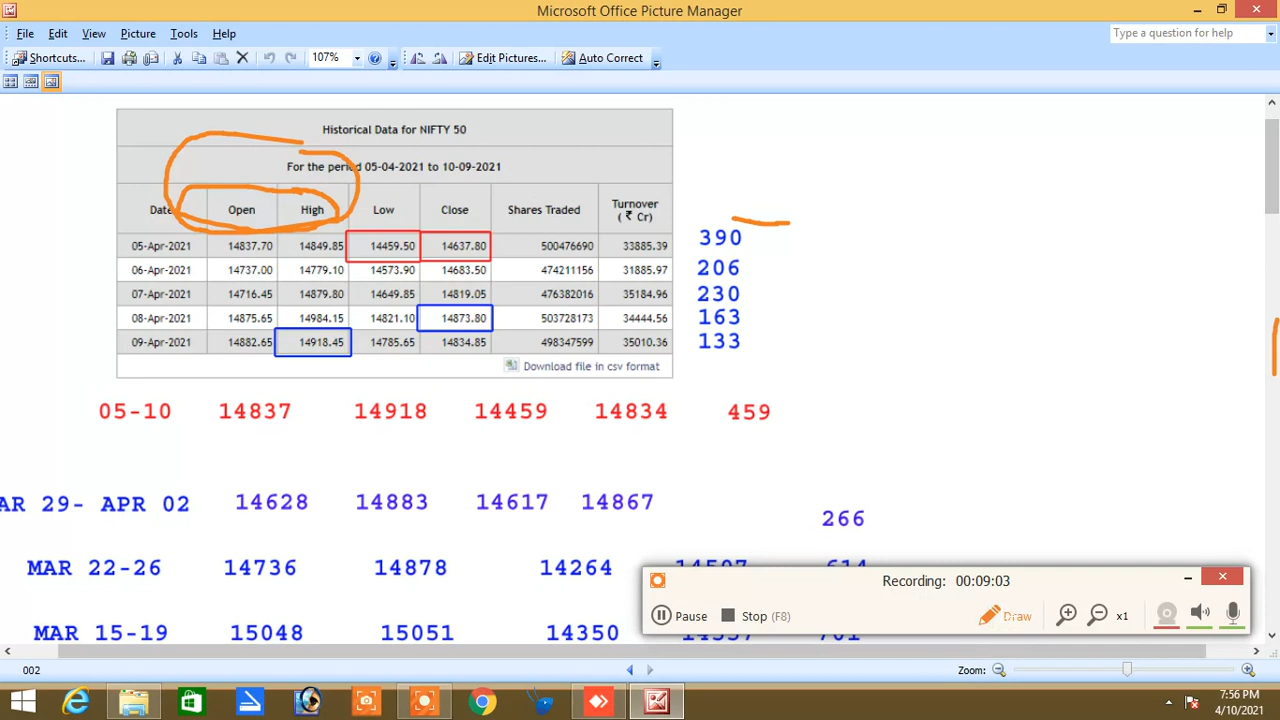 Microsoft Office Picture Manager
File Edit View Picture Tools Help
Type a question for help
Shortcuts... 107% Edit Pictures... Auto Correct
Historical Data for NIFTY 50
For the period 05-04-2021 to 10-09-2021
Date Open High Low Close Shares Traded Turnover
( ₹ Cr)
05-Apr-2021 14837.70 14849.85 14459.50 14637.80 500476690 33885.39 390
06-Apr-2021 14737.00 14779.10 14573.90 14683.50 474211156 31885.97 206
07-Apr-2021 14716.45 14879.80 14649.85 14819.05 476382016 35184.96 230
08-Apr-2021 14875.65 14984.15 14821.10 14873.80 503728173 34444.56 163
09-Apr-2021 14882.65 14918.45 14785.65 14834.85 498347599 35010.36 133
Download file in csv format
05-10 14837 14918 14459 14834 459
AR 29- APR 02 14628 14883 14617 14867 266
MAR 22-26 14736 14878 14264
MAR 15-19 15048 15051 14350
Recording: 00:09:03
Pause Stop (F8) Draw x1
002 Zoom:
7:56 PM
4/10/2021